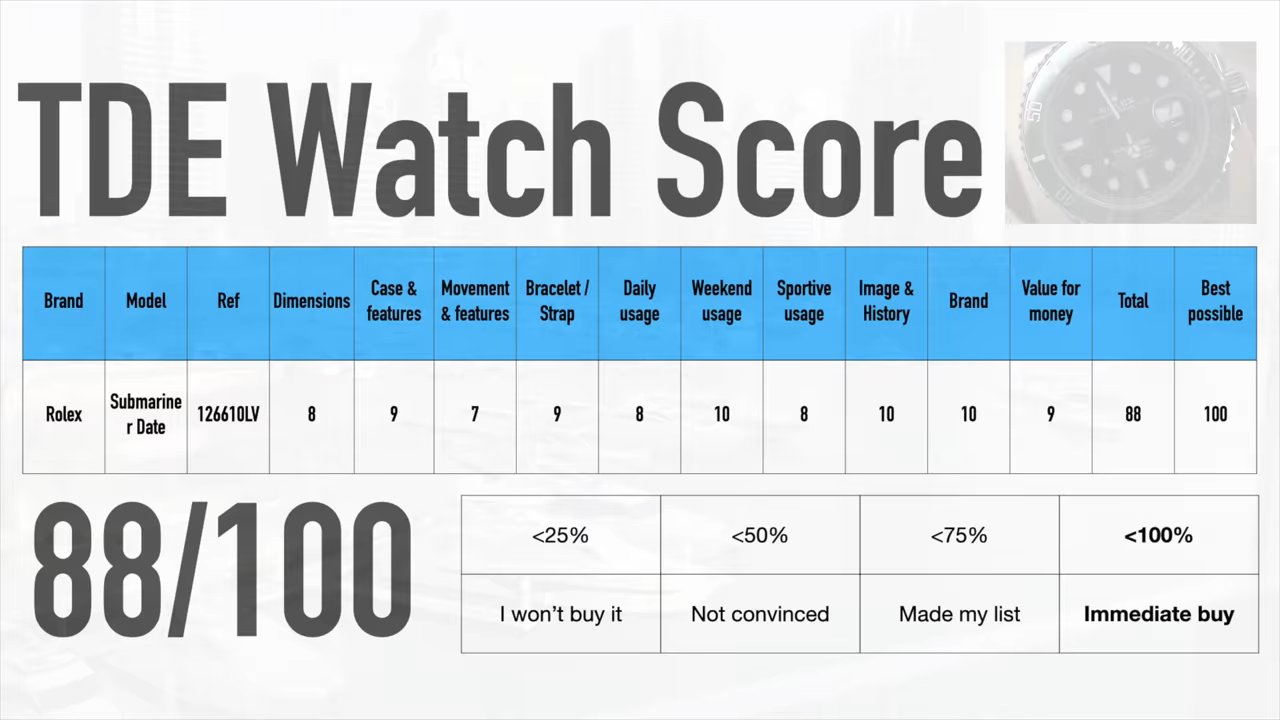 TDE Watch Score
50
Brand Model Ref Dimensions Case & features Movement & features Bracelet / Strap Daily usage Weekend usage Sportive usage Image & History Brand Value for money Total Best possible
Rolex Submarine r Date 126610LV 8 9 7 9 8 10 8 10 10 9 88 100
88/100
<25% <50% <75% <100%
I won't buy it Not convinced Made my list Immediate buy